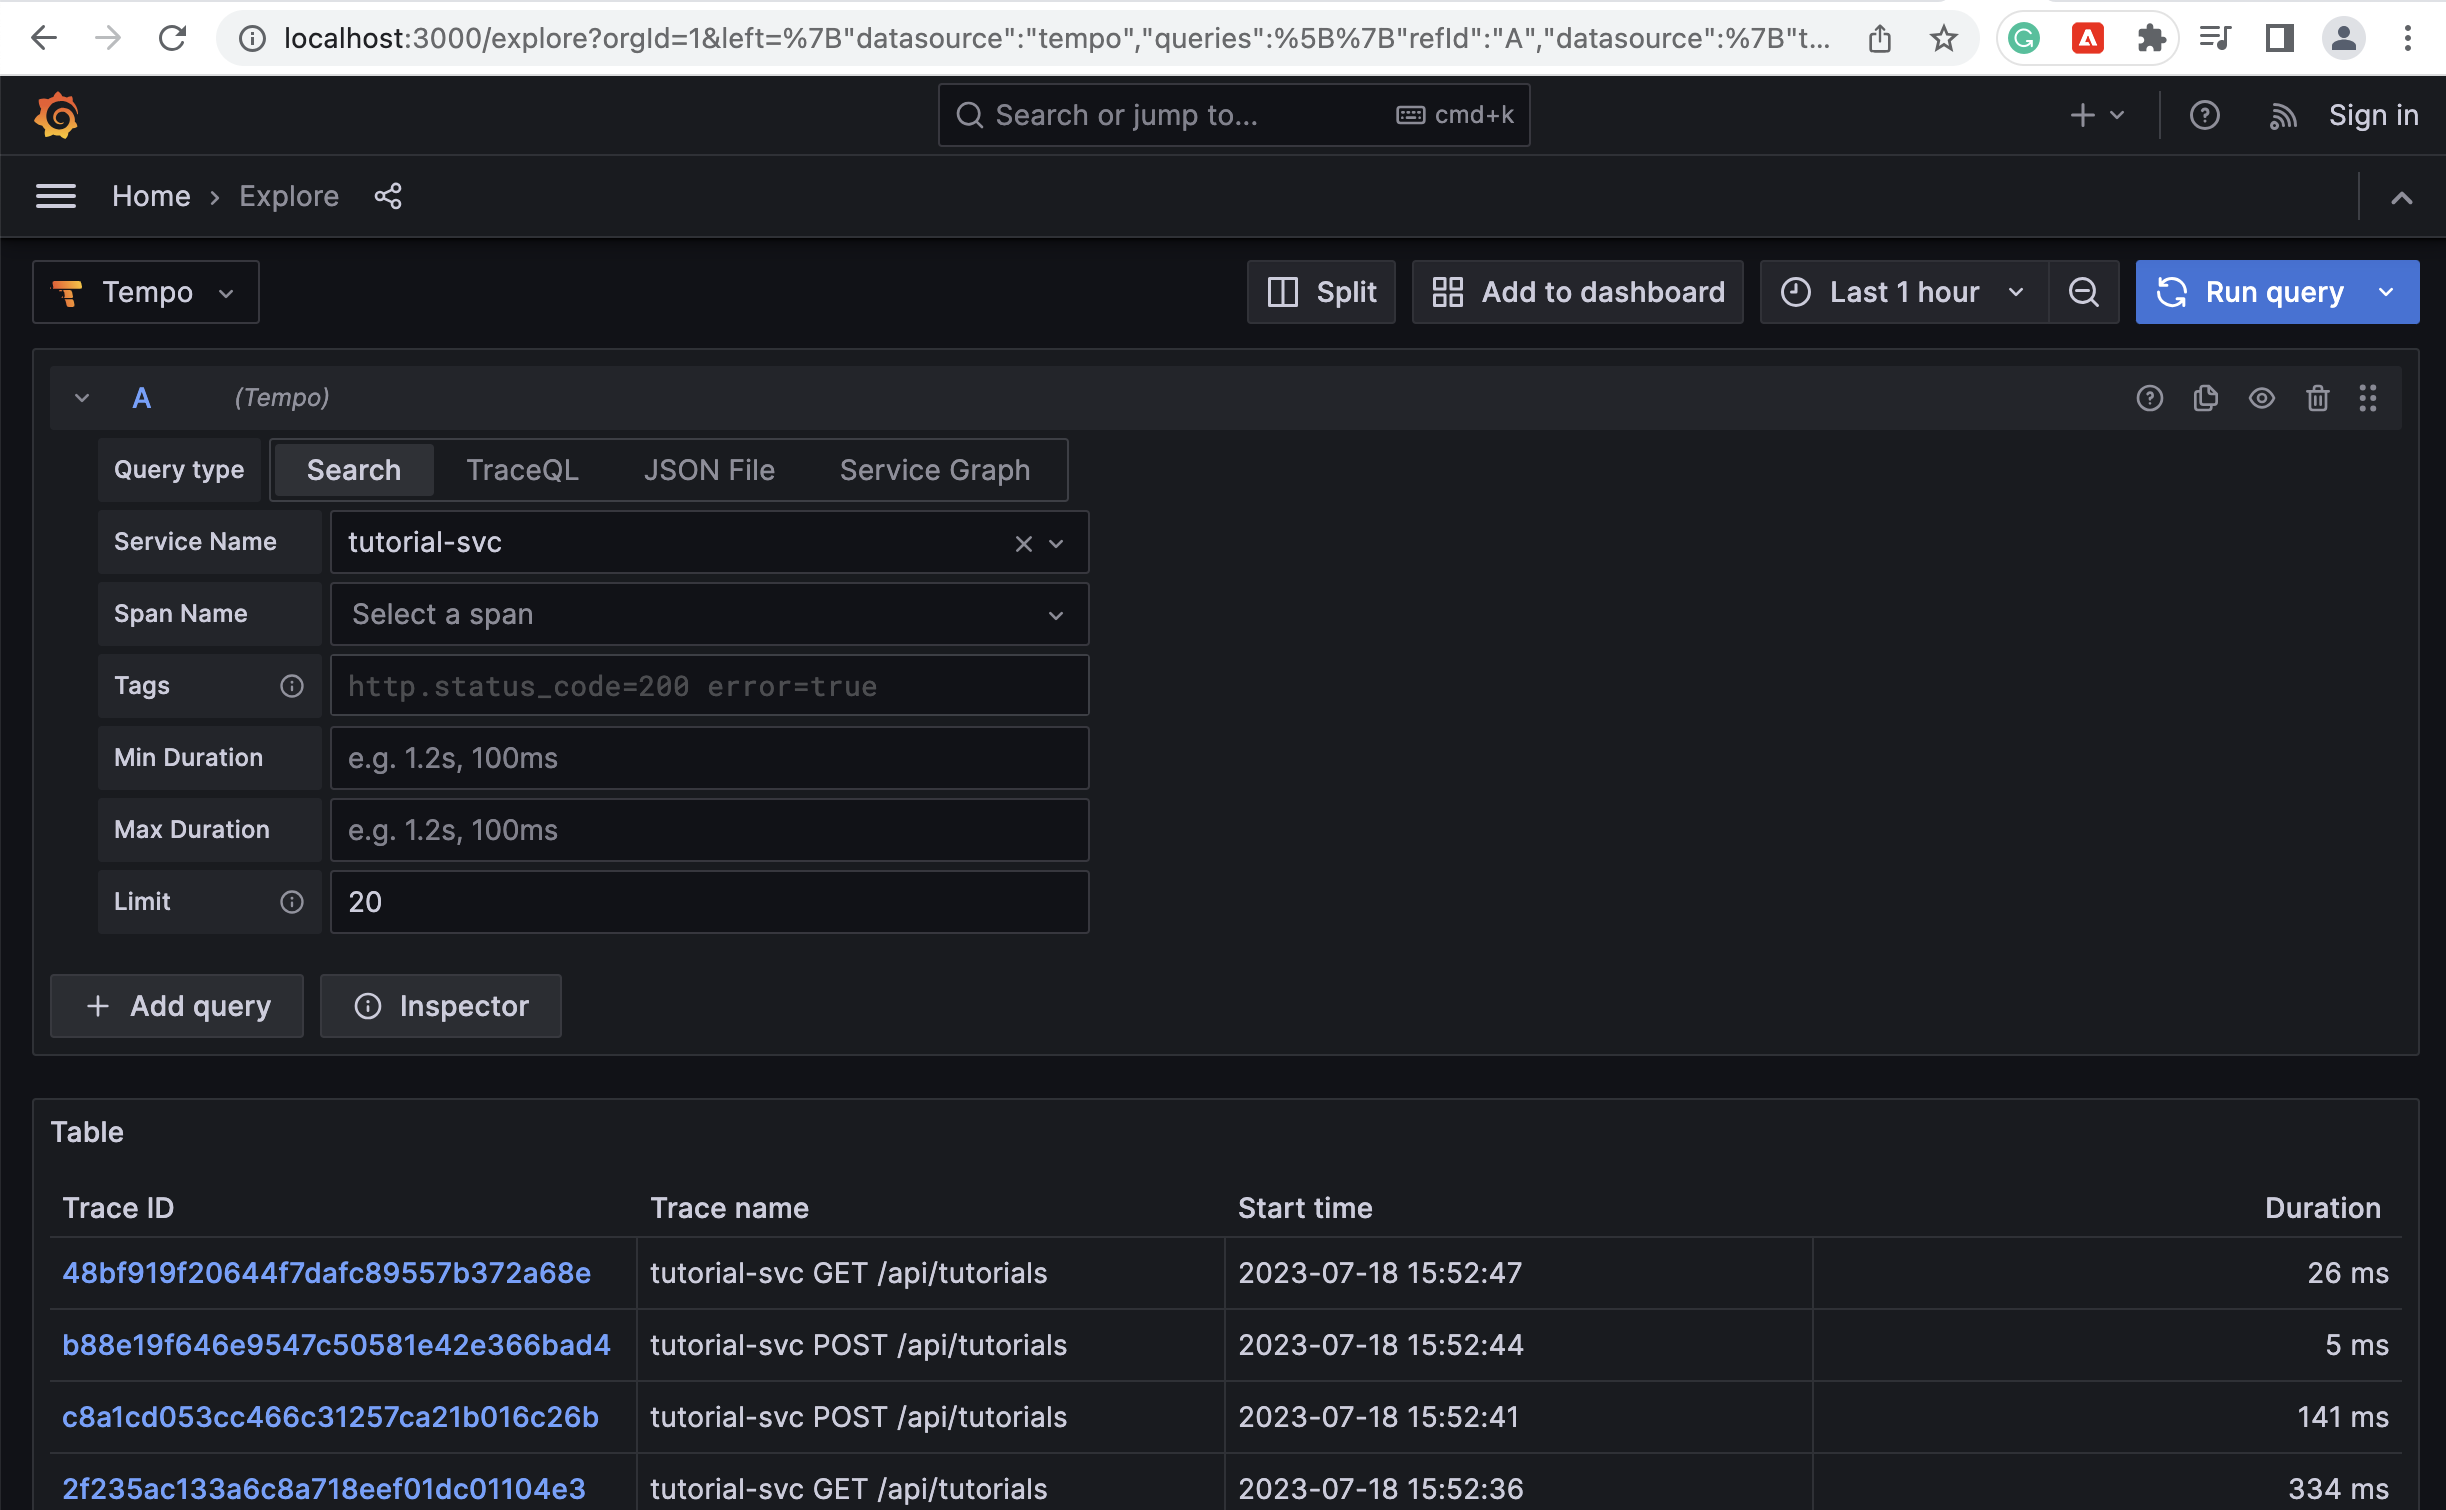 localhost:3000/explore?orgId=1&left=%7B"datasource":"tempo","queries":%5B%7B"refId":"A","datasource":%7B"t...
Search or jump to... cmd+k
Sign in
Home › Explore
Tempo
Split
Add to dashboard
Last 1 hour
Run query
A (Tempo)
Query type Search TraceQL JSON File Service Graph
Service Name tutorial-svc
Span Name Select a span
Tags http.status_code=200 error=true
Min Duration e.g. 1.2s, 100ms
Max Duration e.g. 1.2s, 100ms
Limit 20
+ Add query Inspector
Table
Trace ID Trace name Start time Duration
48bf919f20644f7dafc89557b372a68e tutorial-svc GET /api/tutorials 2023-07-18 15:52:47 26 ms
b88e19f646e9547c50581e42e366bad4 tutorial-svc POST /api/tutorials 2023-07-18 15:52:44 5 ms
c8a1cd053cc466c31257ca21b016c26b tutorial-svc POST /api/tutorials 2023-07-18 15:52:41 141 ms
2f235ac133a6c8a718eef01dc01104e3 tutorial-svc GET /api/tutorials 2023-07-18 15:52:36 334 ms